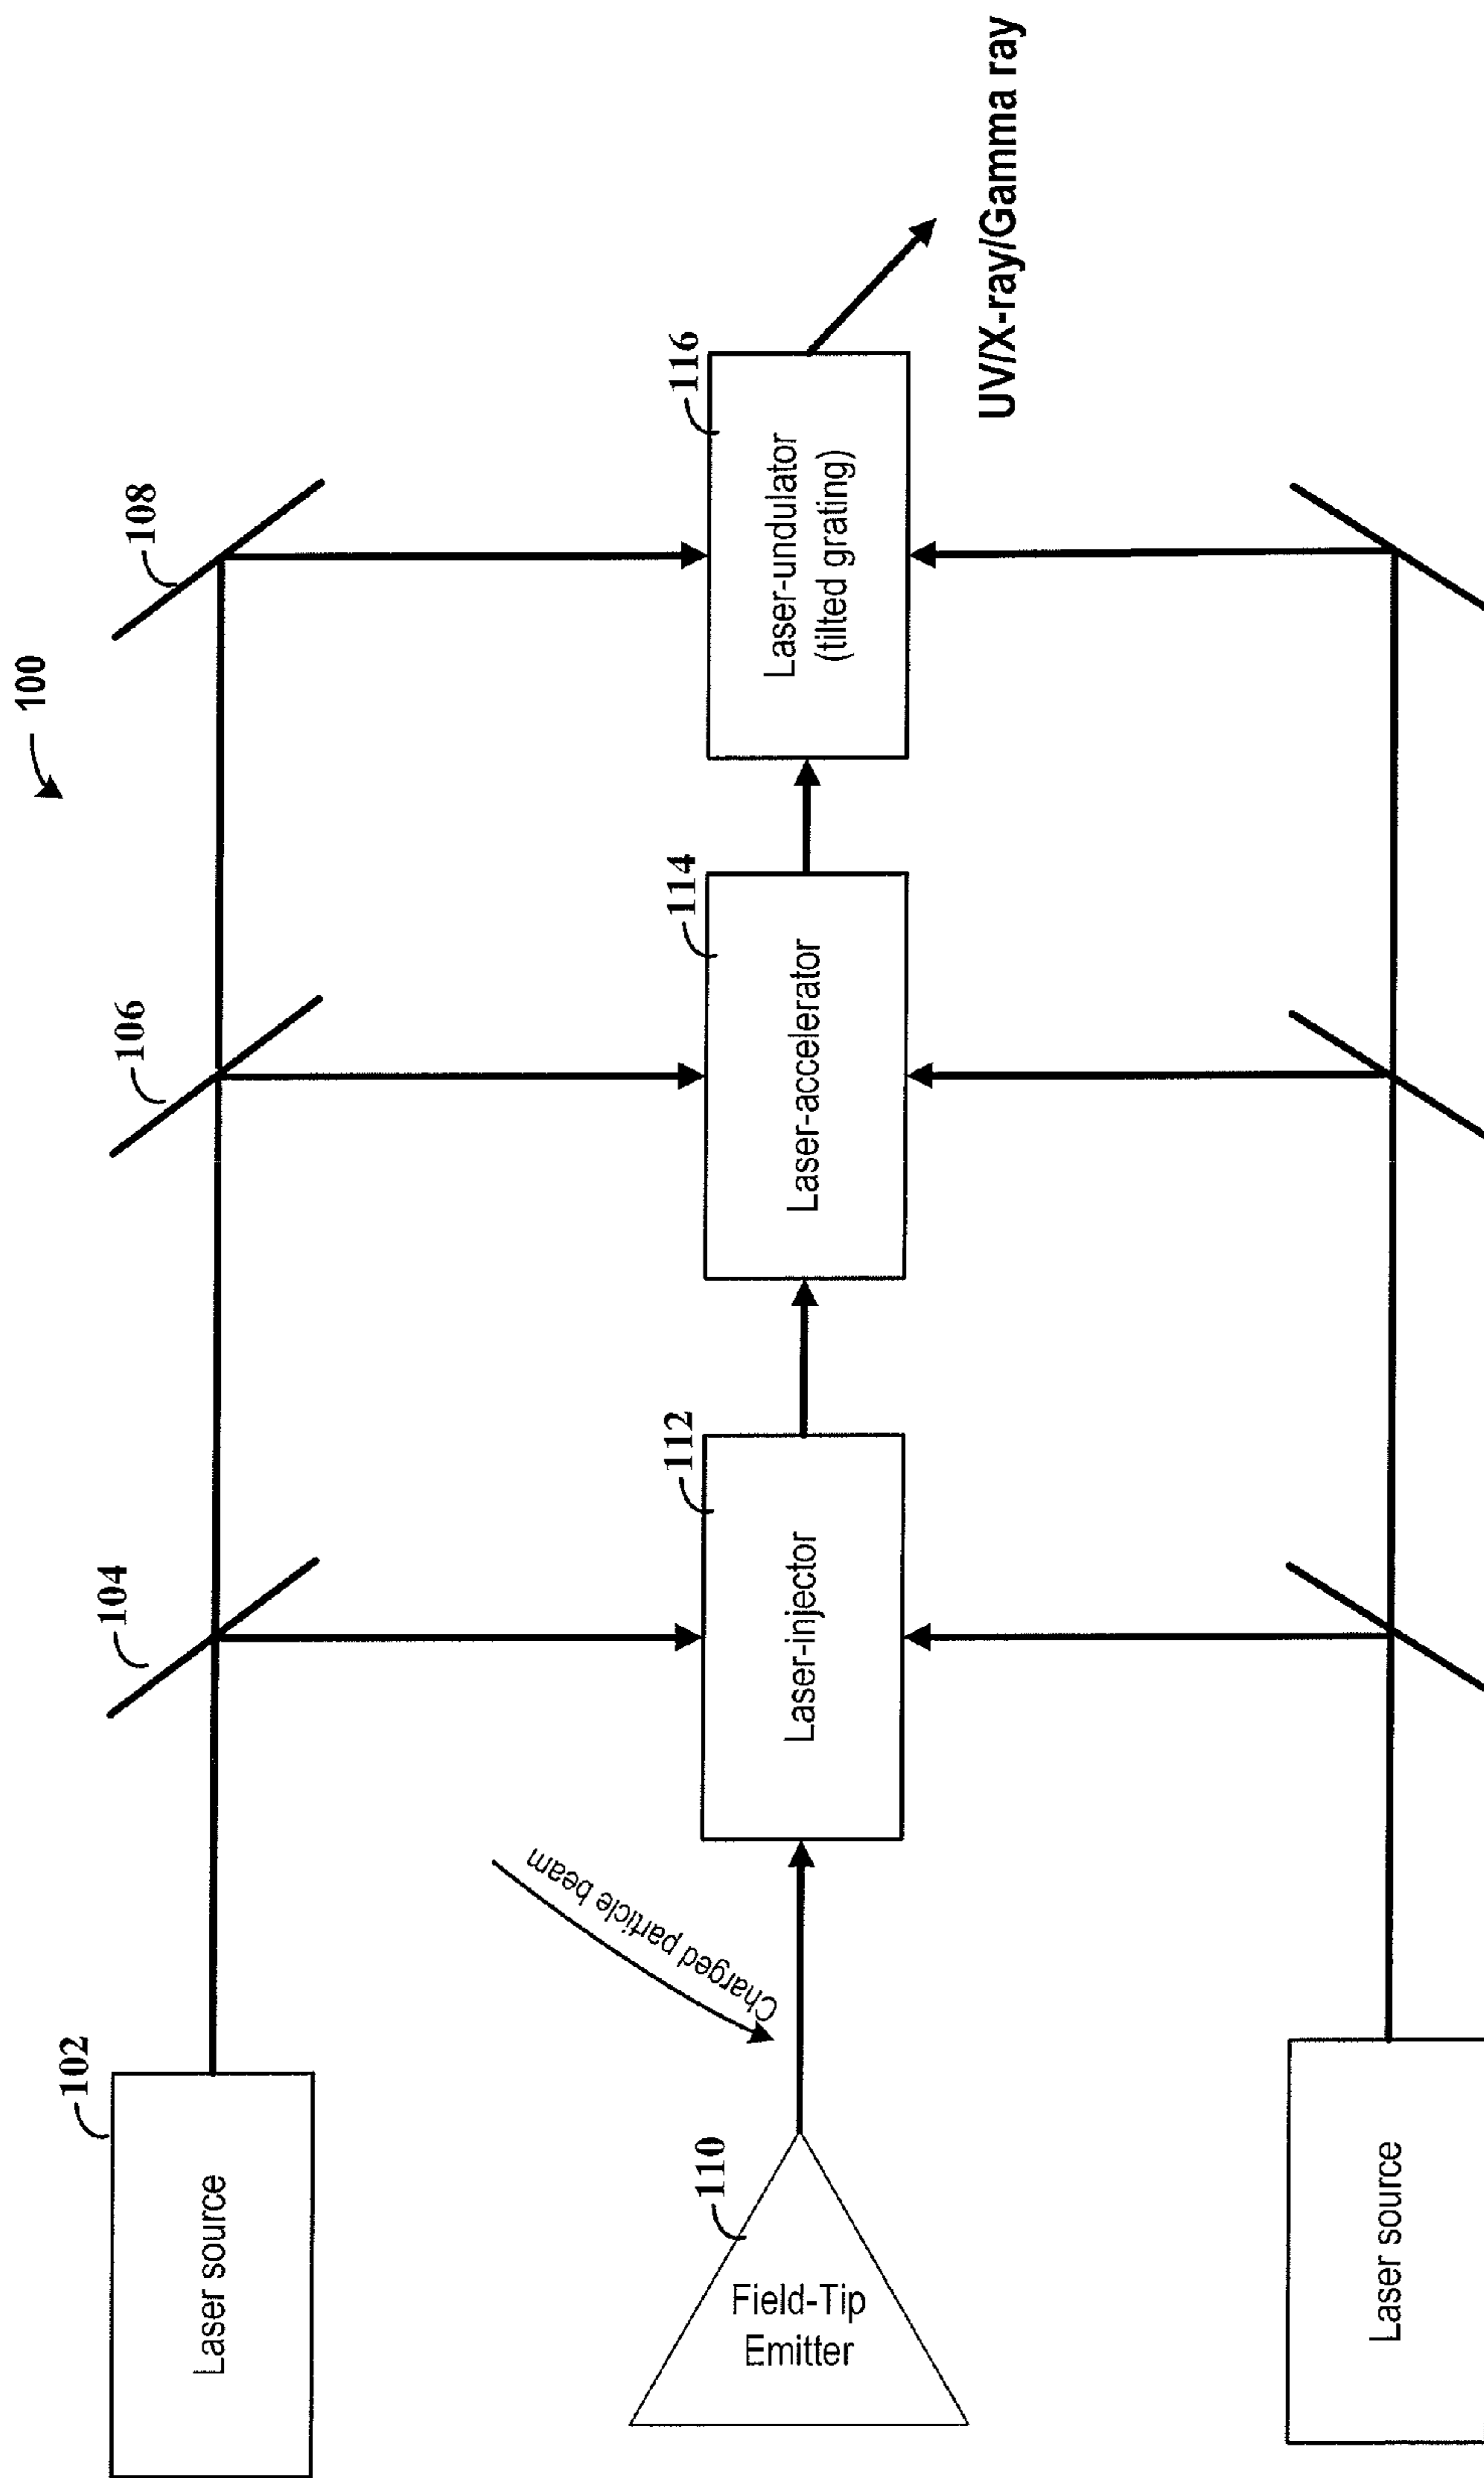 100
102
Laser source
104
106
108
110
Field-Tip
Emitter
Charged particle beam
112
Laser-injector
114
Laser-accelerator
116
Laser-undulator
(tilted grating)
UV/X-ray/Gamma ray
Laser source